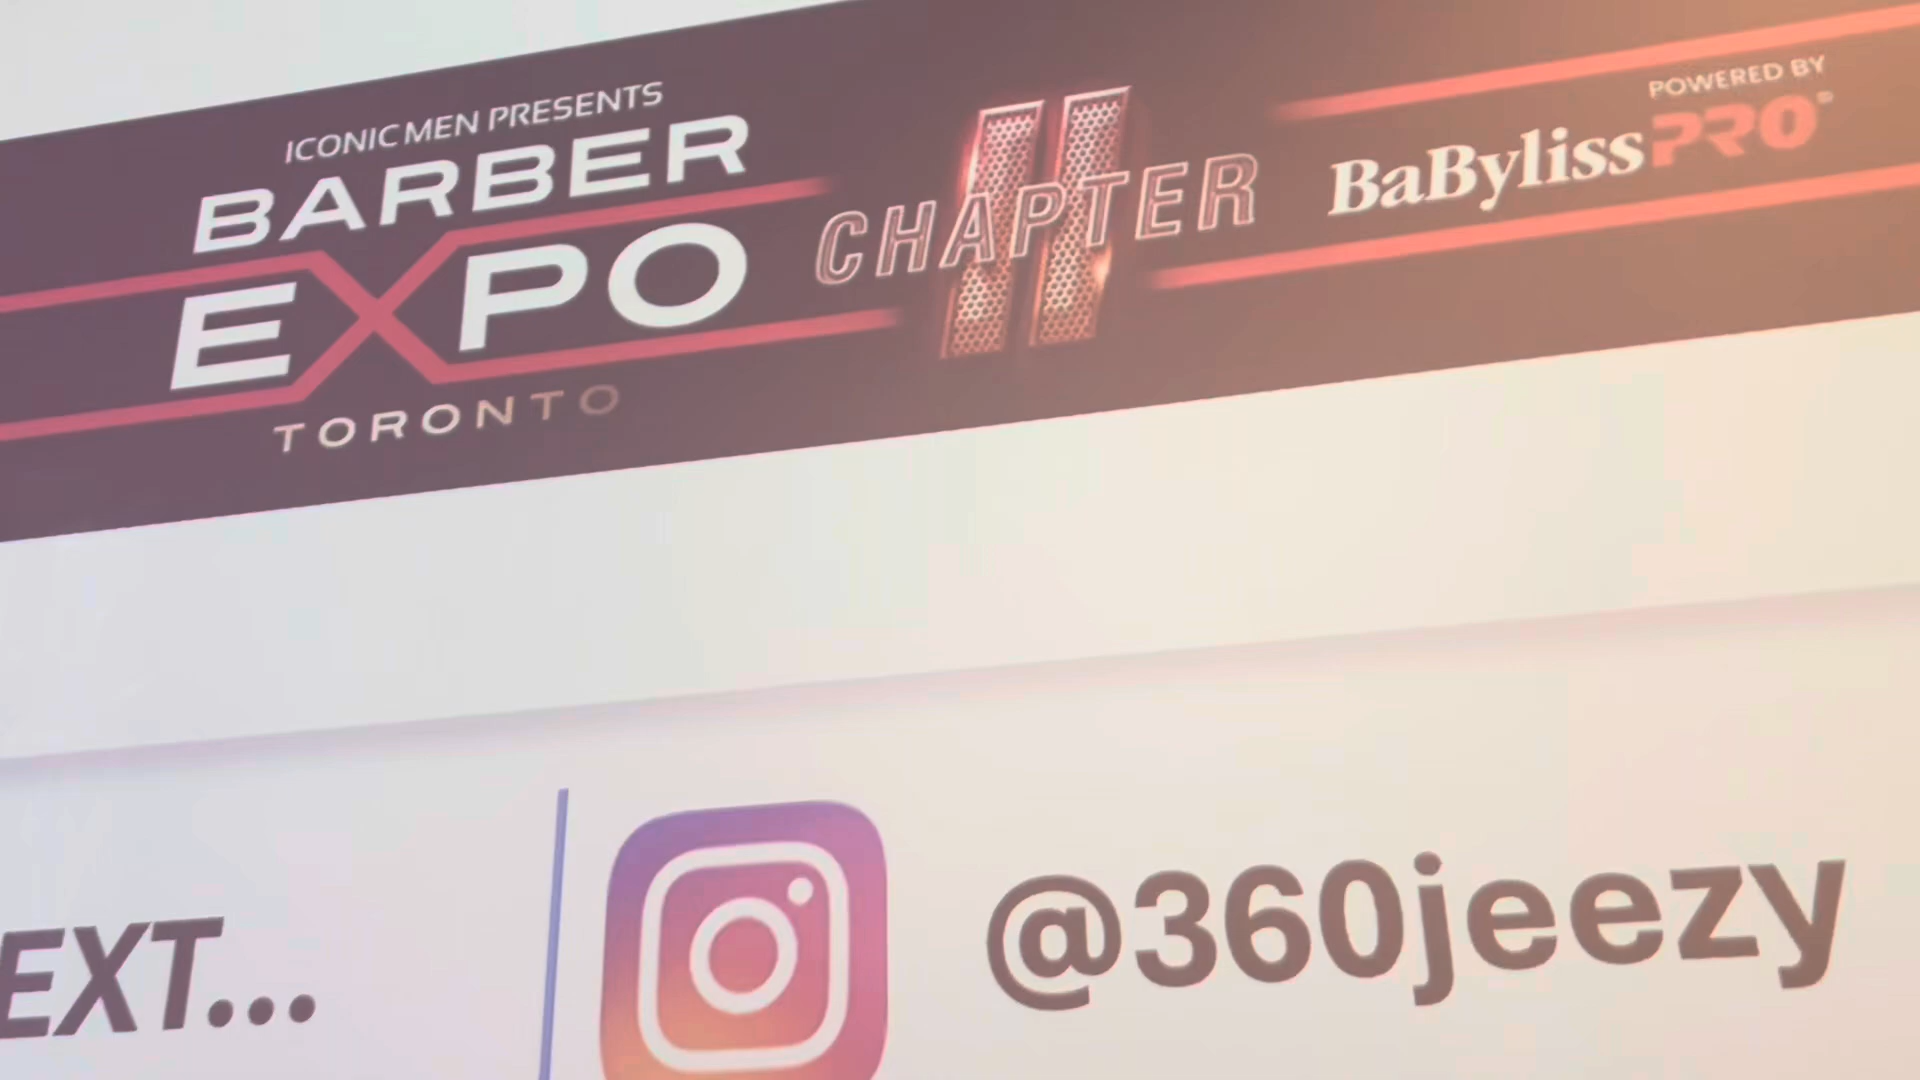 ICONIC MEN PRESENTS
BARBER
EXPO
TORONTO
CHAPTER
II
POWERED BY
BaBylissPRO®
EXT...
@360jeezy